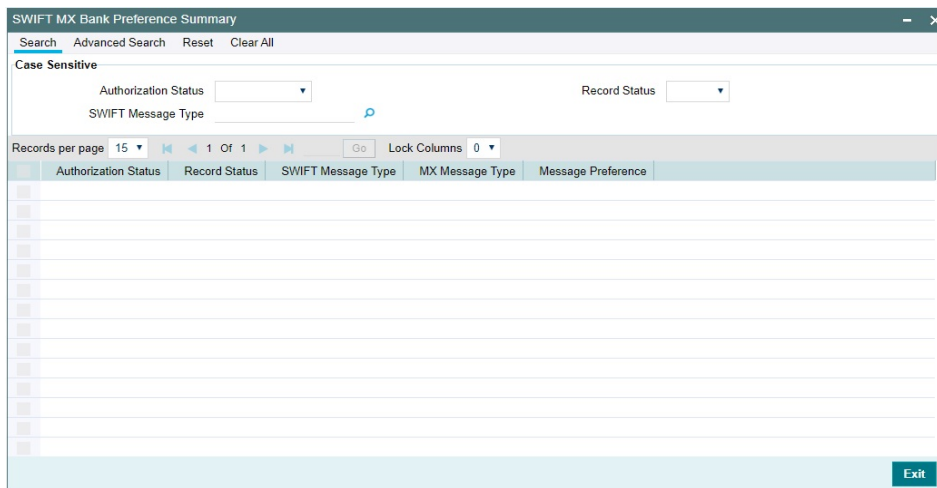 SWIFT MX Bank Preference Summary
Search Advanced Search Reset Clear All
Case Sensitive
Authorization Status Record Status
SWIFT Message Type
Records per page 15 1 Of 1 Go Lock Columns 0
Authorization Status Record Status SWIFT Message Type MX Message Type Message Preference
Exit